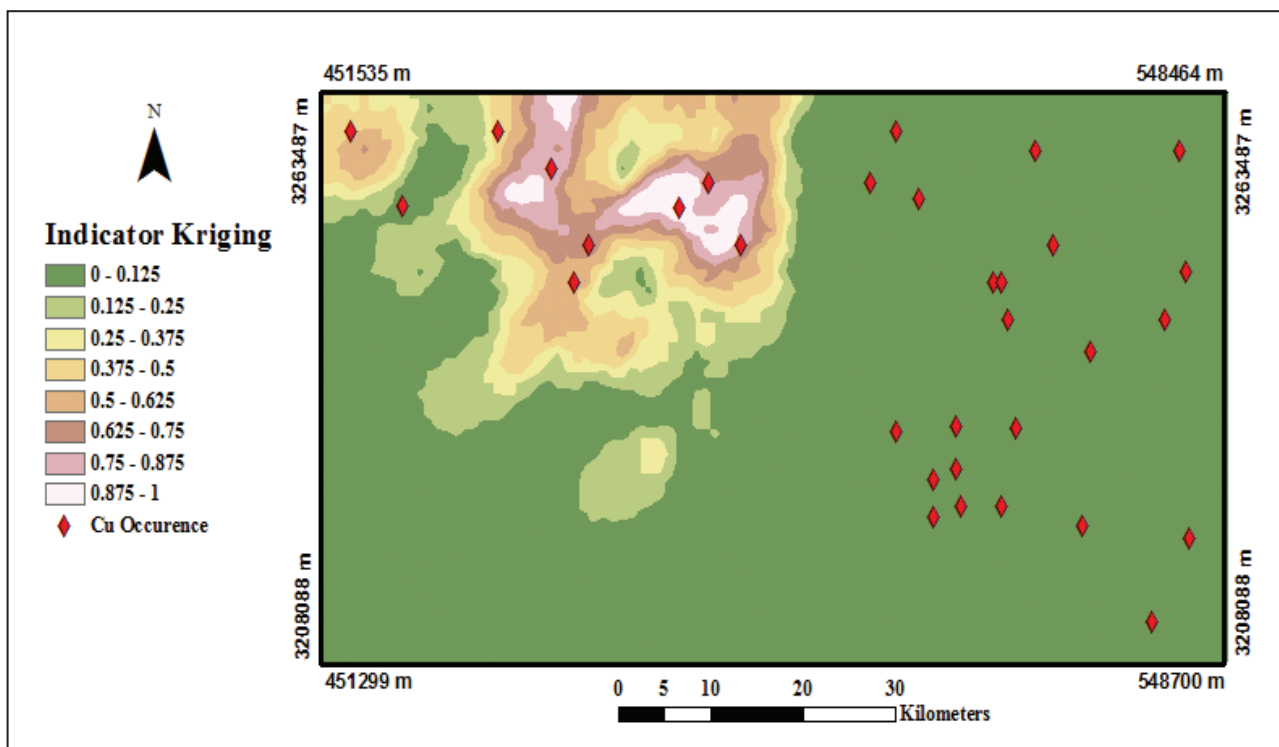 451535 m
548464 m
N
3263487 m
3263487 m
Indicator Kriging
0 - 0.125
0.125 - 0.25
0.25 - 0.375
0.375 - 0.5
0.5 - 0.625
0.625 - 0.75
0.75 - 0.875
0.875 - 1
Cu Occurence
3208088 m
3208088 m
451299 m
548700 m
0 5 10 20 30
Kilometers